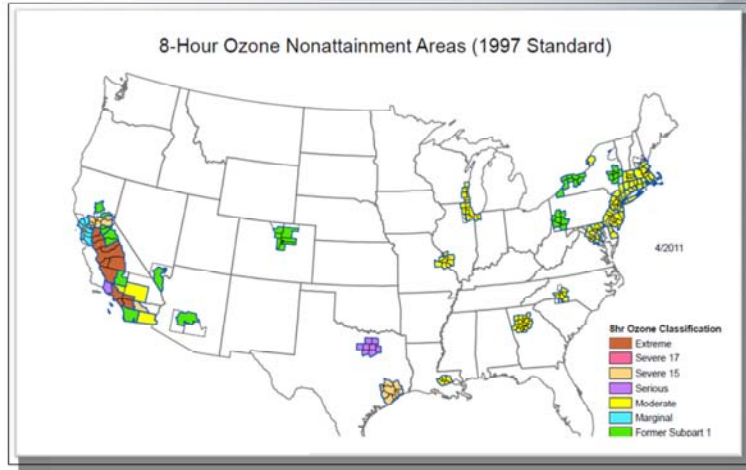 8-Hour Ozone Nonattainment Areas (1997 Standard)
4/2011
8hr Ozone Classification
Extreme
Severe 17
Severe 15
Serious
Moderate
Marginal
Former Subpart 1